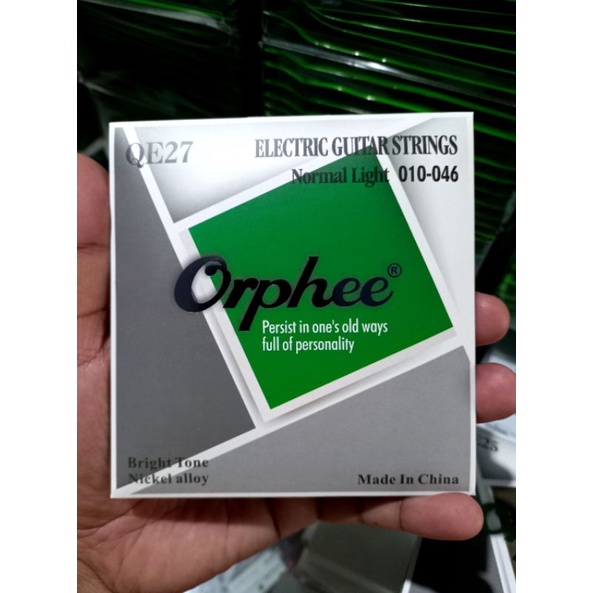 QE27
ELECTRIC GUITAR STRINGS
Normal Light 010-046
Orphee®
Persist in one's old ways
full of personality
Bright Tone
Nickel alloy
Made In China